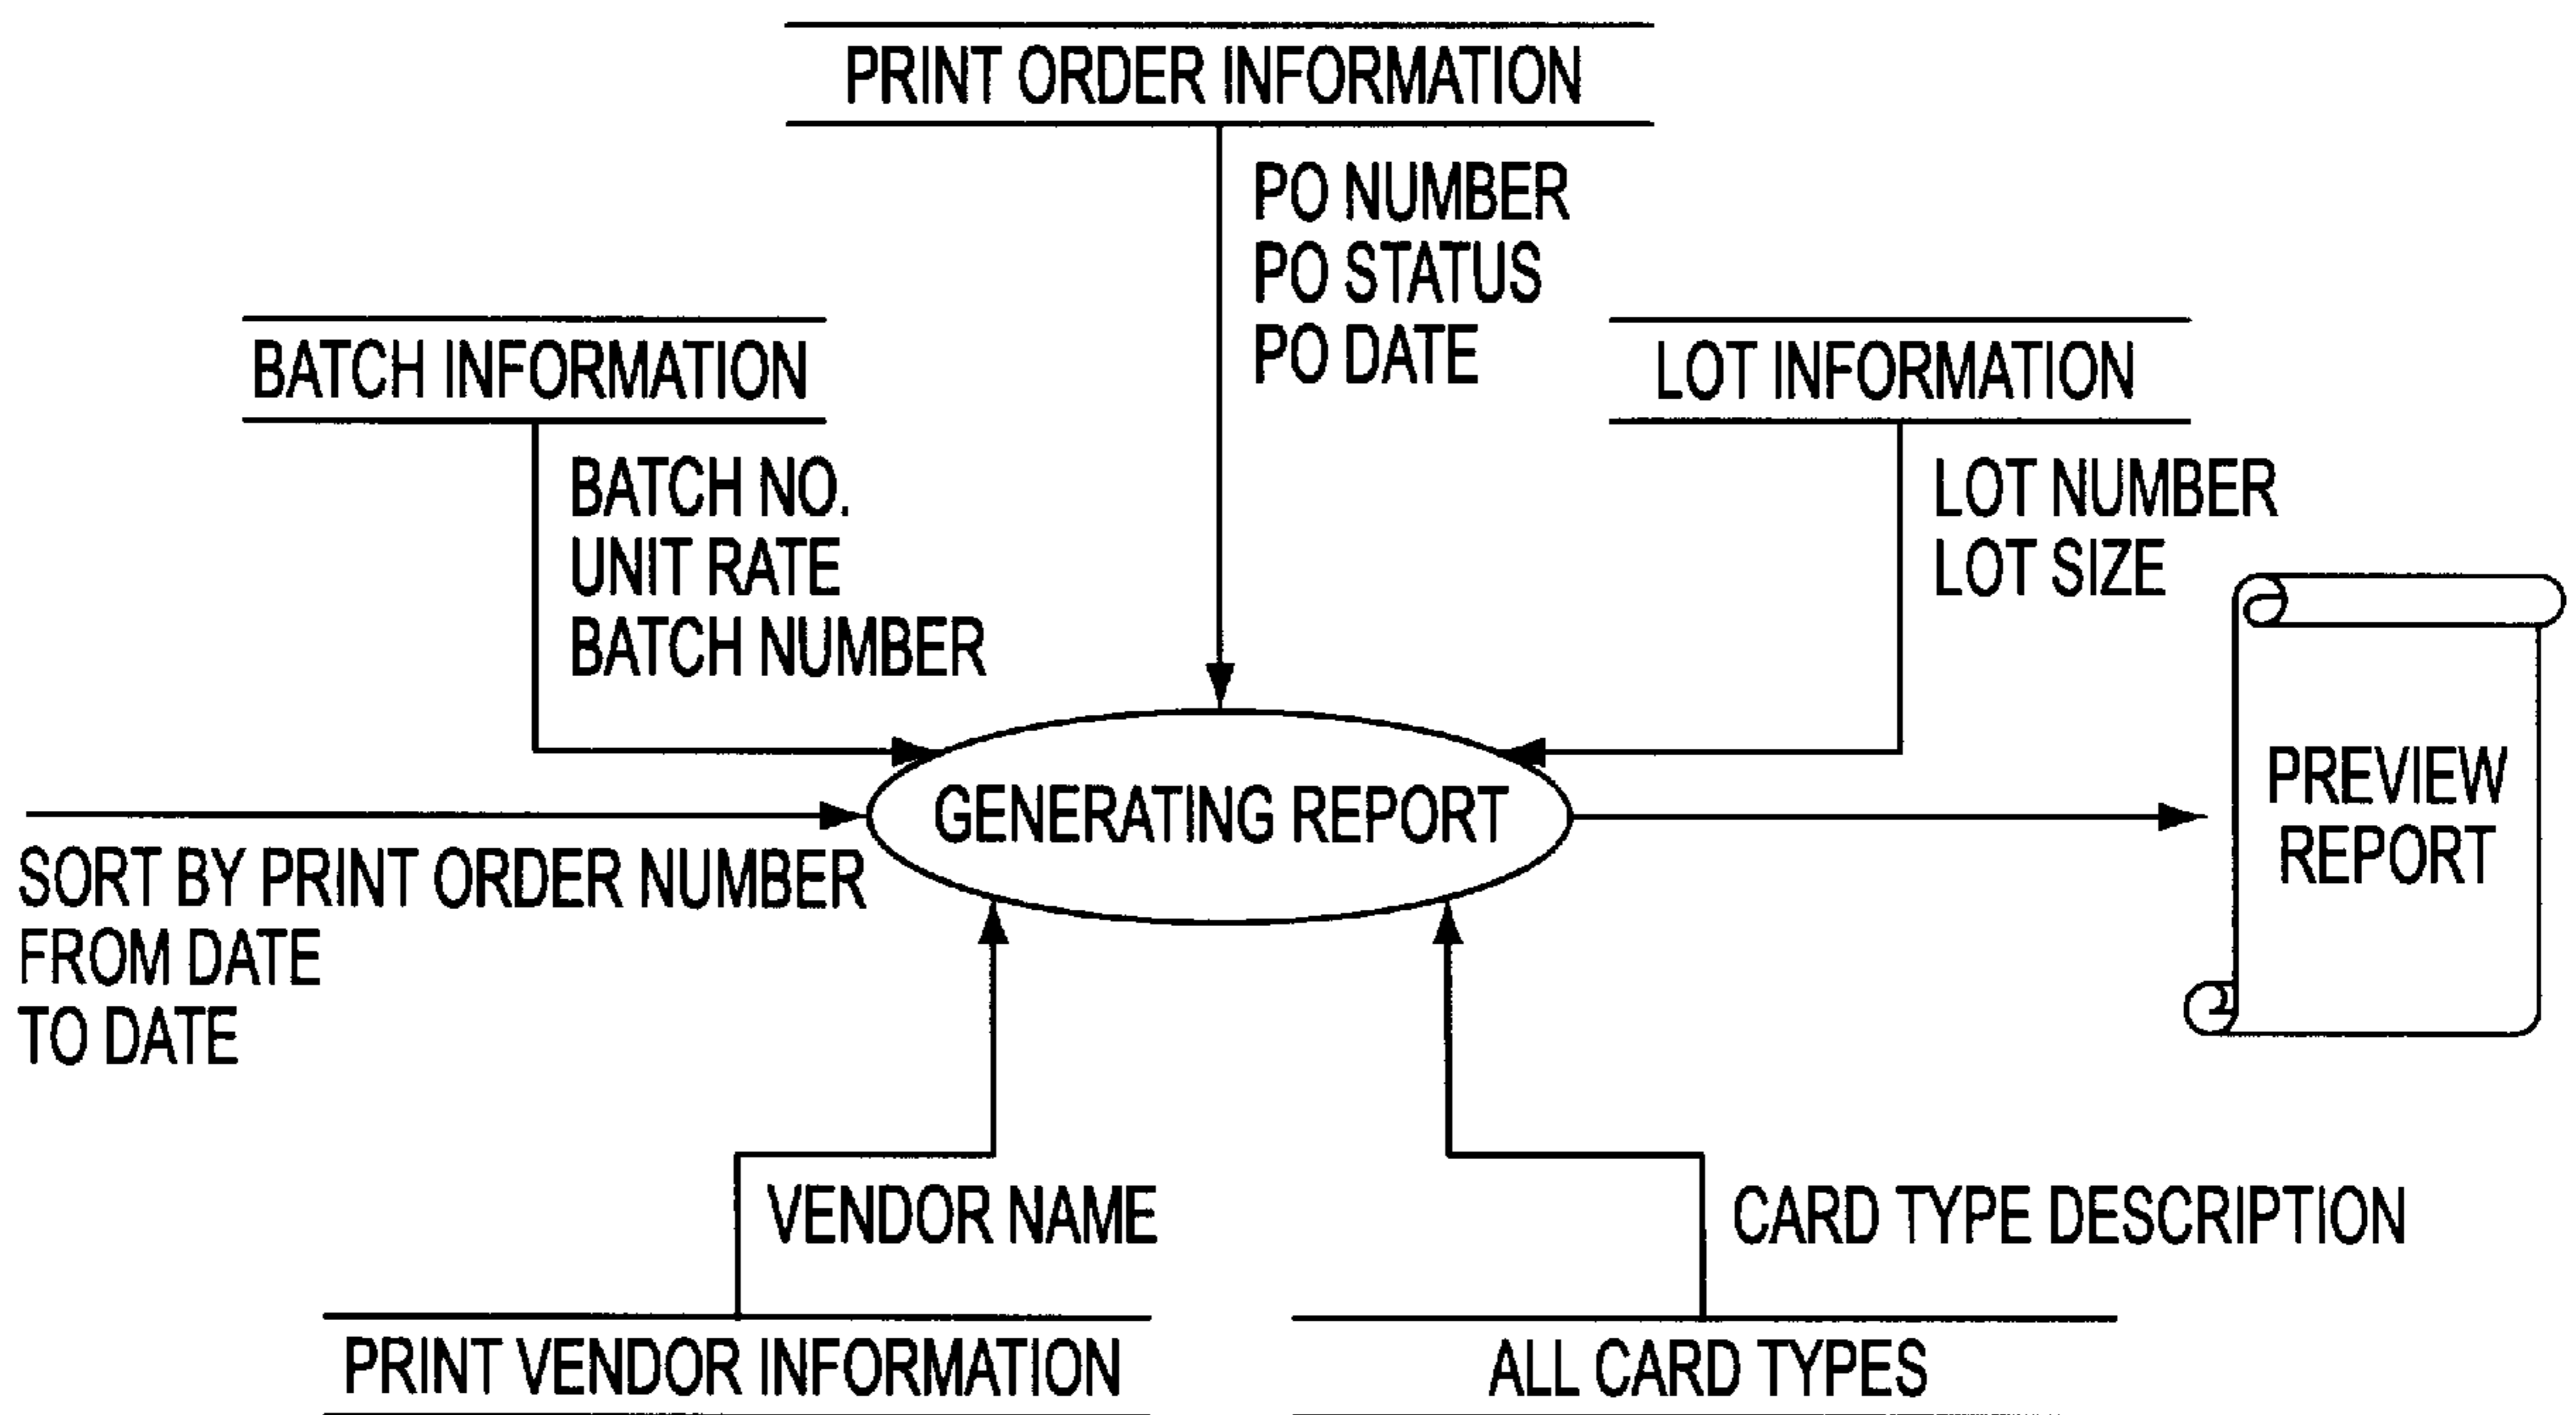 PRINT ORDER INFORMATION
PO NUMBER
PO STATUS
PO DATE
BATCH INFORMATION
BATCH NO.
UNIT RATE
BATCH NUMBER
LOT INFORMATION
LOT NUMBER
LOT SIZE
GENERATING REPORT
PREVIEW
REPORT
SORT BY PRINT ORDER NUMBER
FROM DATE
TO DATE
VENDOR NAME
CARD TYPE DESCRIPTION
PRINT VENDOR INFORMATION
ALL CARD TYPES